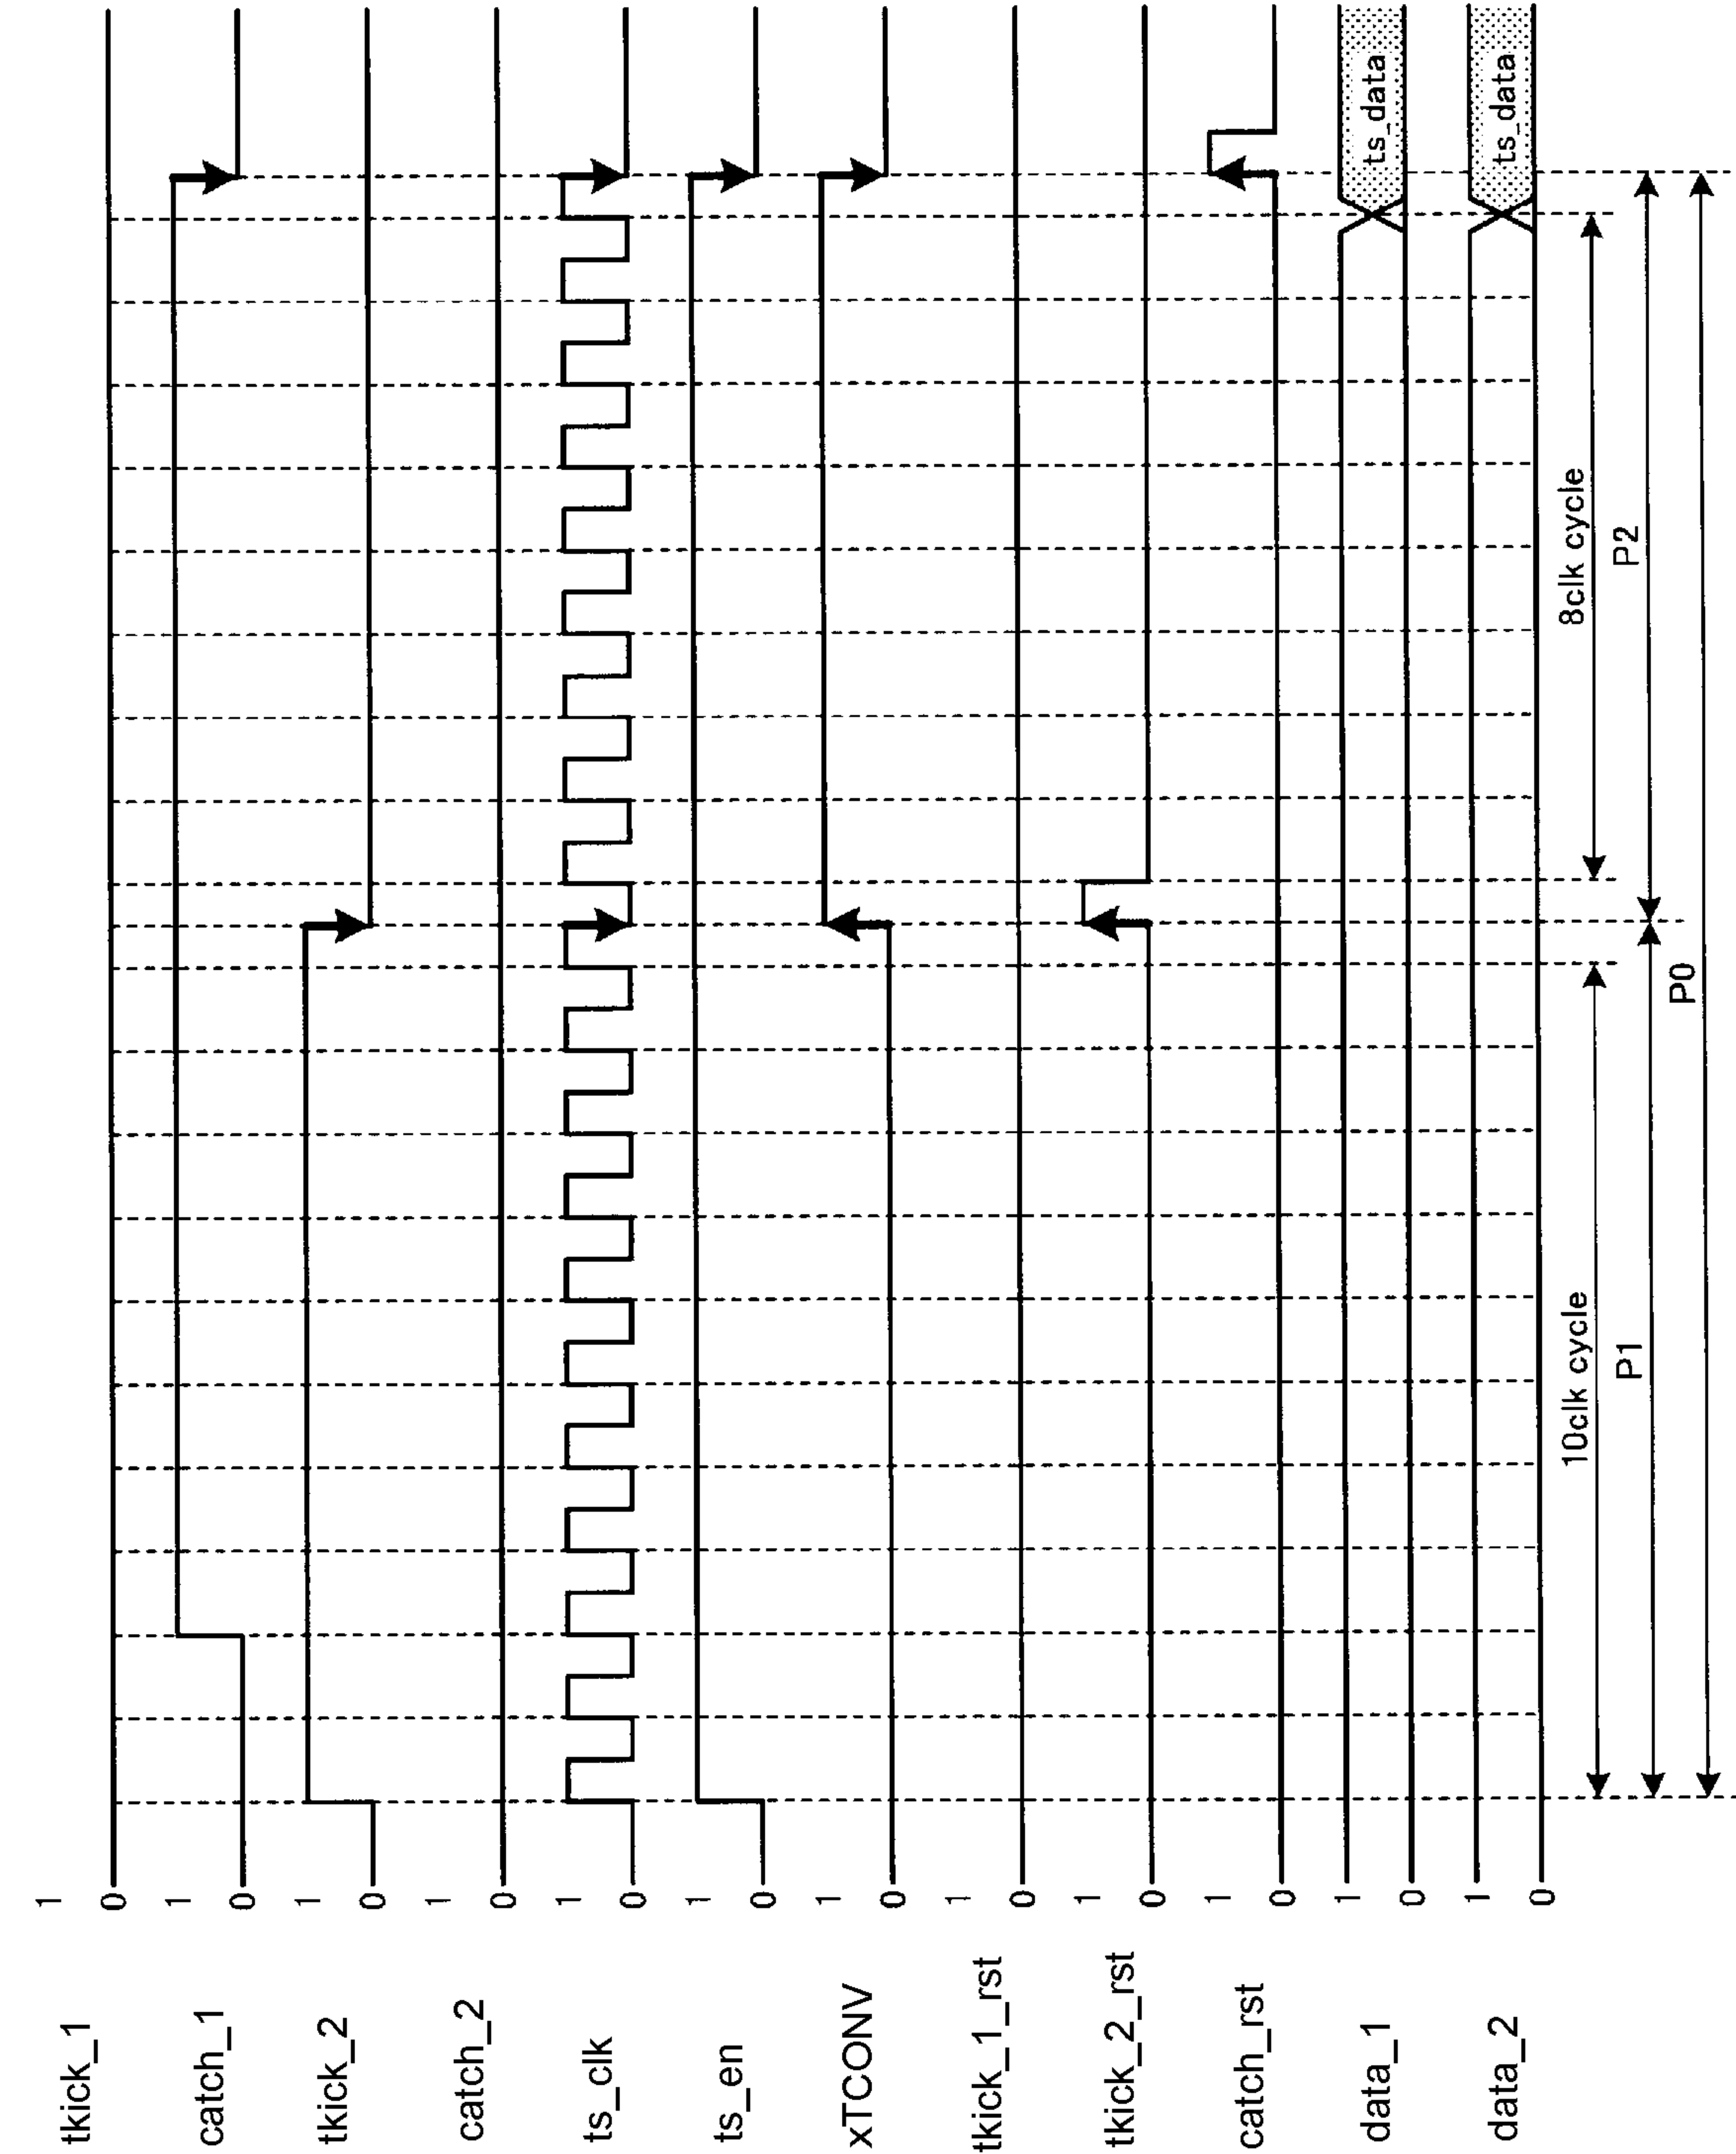 tkick_1
1
0
catch_1
1
0
tkick_2
1
0
catch_2
1
0
ts_clk
1
0
ts_en
1
0
xTCONV
1
0
tkick_1_rst
1
0
tkick_2_rst
1
0
catch_rst
1
0
data_1
1
0
ts_data
data_2
1
0
ts_data
10clk cycle
8clk cycle
P1
P2
P0